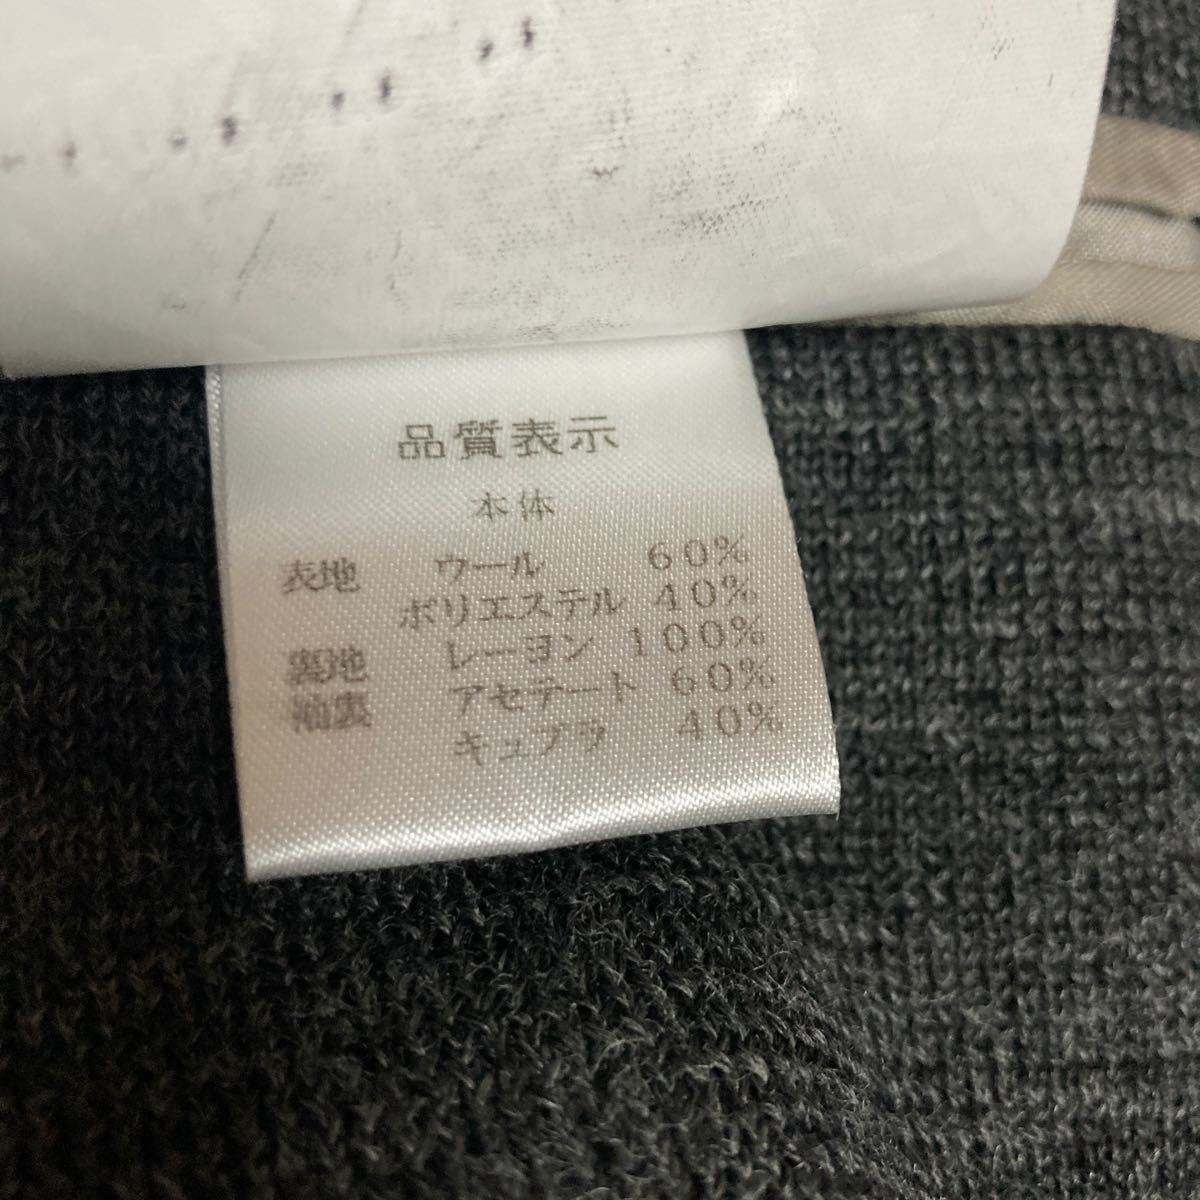 品質表示
本体
表地 ウール 60%
ポリエステル 40%
裏地 レーヨン 100%
袖裏 アセテート 60%
キュプラ 40%